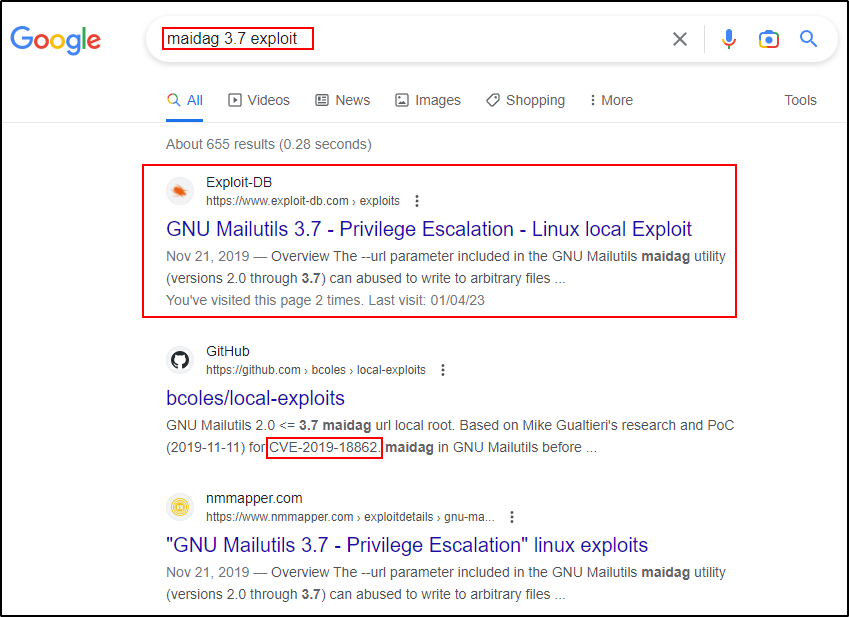 Google
maidag 3.7 exploit
All Videos News Images Shopping More Tools
About 655 results (0.28 seconds)
Exploit-DB
https://www.exploit-db.com › exploits
GNU Mailutils 3.7 - Privilege Escalation - Linux local Exploit
Nov 21, 2019 — Overview The --url parameter included in the GNU Mailutils maidag utility
(versions 2.0 through 3.7) can abused to write to arbitrary files ...
You've visited this page 2 times. Last visit: 01/04/23
GitHub
https://github.com › bcoles › local-exploits
bcoles/local-exploits
GNU Mailutils 2.0 <= 3.7 maidag url local root. Based on Mike Gualtieri's research and PoC
(2019-11-11) for CVE-2019-18862. maidag in GNU Mailutils before ...
nmmapper.com
https://www.nmmapper.com › exploitdetails › gnu-ma...
"GNU Mailutils 3.7 - Privilege Escalation" linux exploits
Nov 21, 2019 — Overview The --url parameter included in the GNU Mailutils maidag utility
(versions 2.0 through 3.7) can abused to write to arbitrary files ...